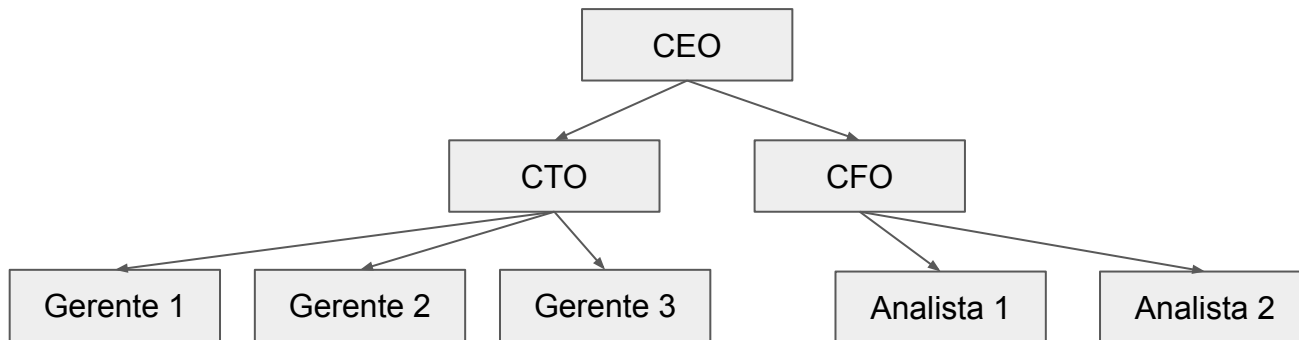 CEO
CTO
CFO
Gerente 1
Gerente 2
Gerente 3
Analista 1
Analista 2